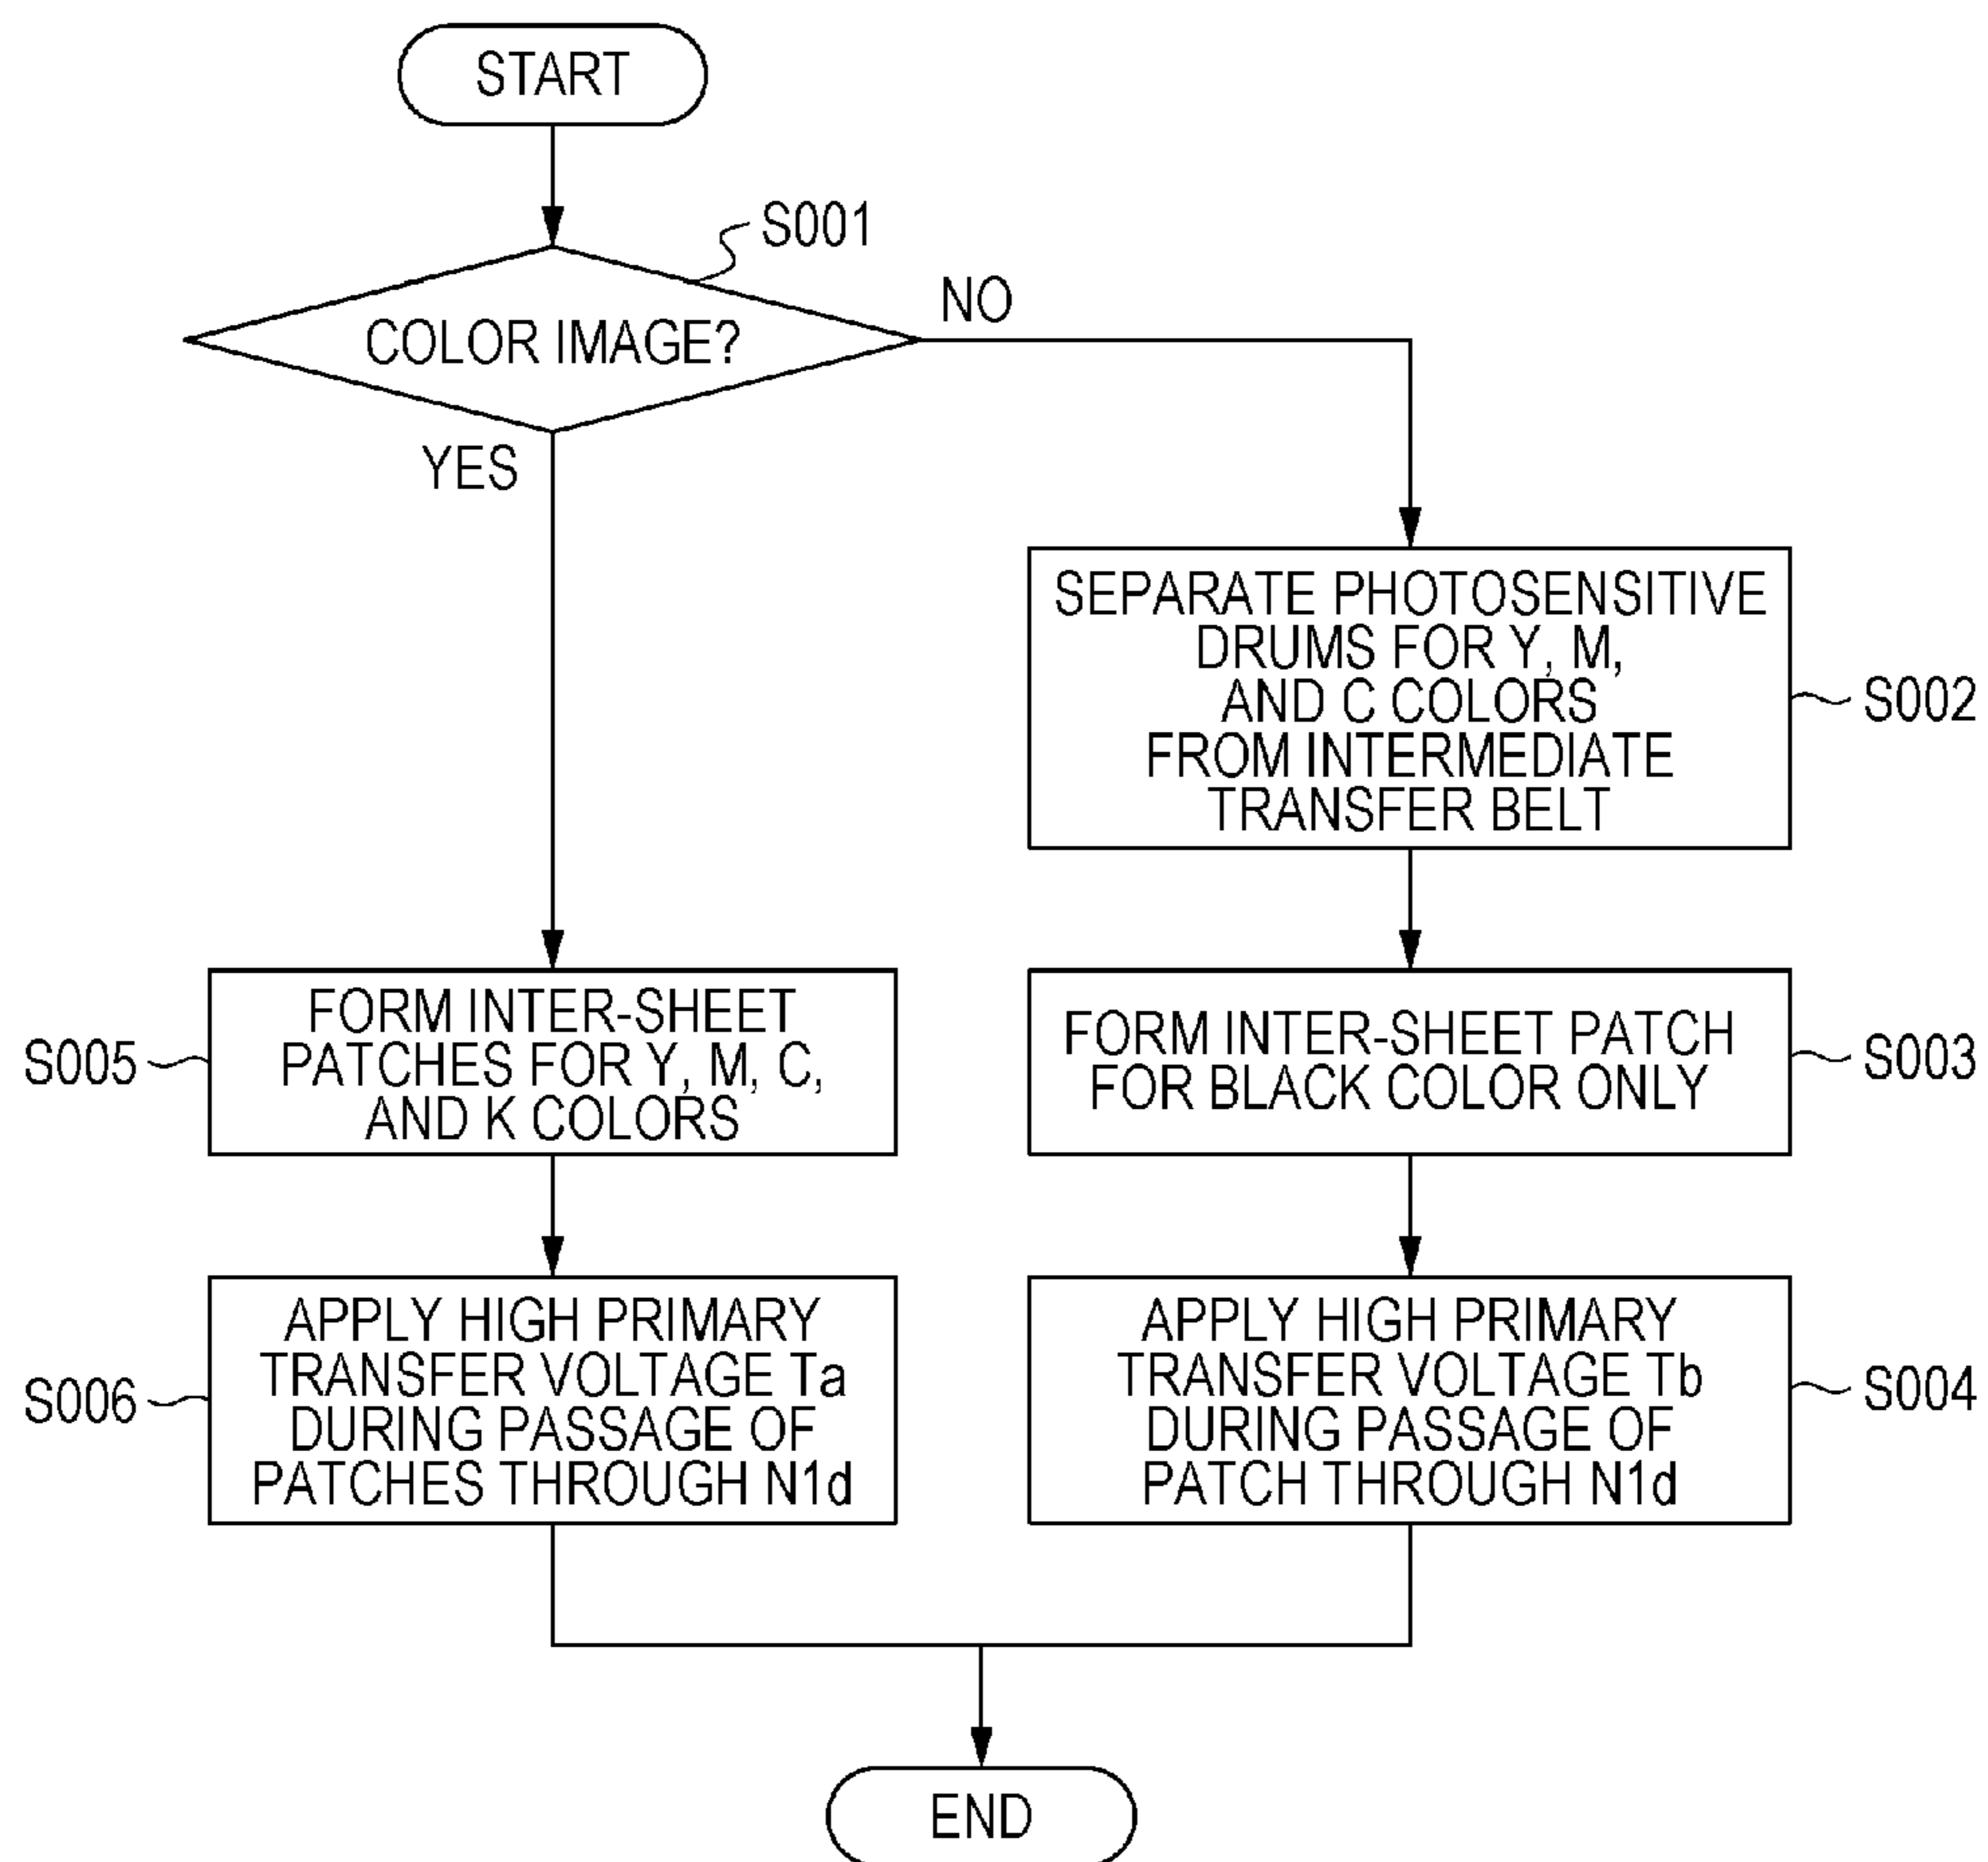 START
S001
COLOR IMAGE?
NO
YES
SEPARATE PHOTOSENSITIVE
DRUMS FOR Y, M,
AND C COLORS
FROM INTERMEDIATE
TRANSFER BELT
S002
FORM INTER-SHEET
PATCHES FOR Y, M, C,
AND K COLORS
S005
FORM INTER-SHEET PATCH
FOR BLACK COLOR ONLY
S003
APPLY HIGH PRIMARY
TRANSFER VOLTAGE Ta
DURING PASSAGE OF
PATCHES THROUGH N1d
S006
APPLY HIGH PRIMARY
TRANSFER VOLTAGE Tb
DURING PASSAGE OF
PATCH THROUGH N1d
S004
END